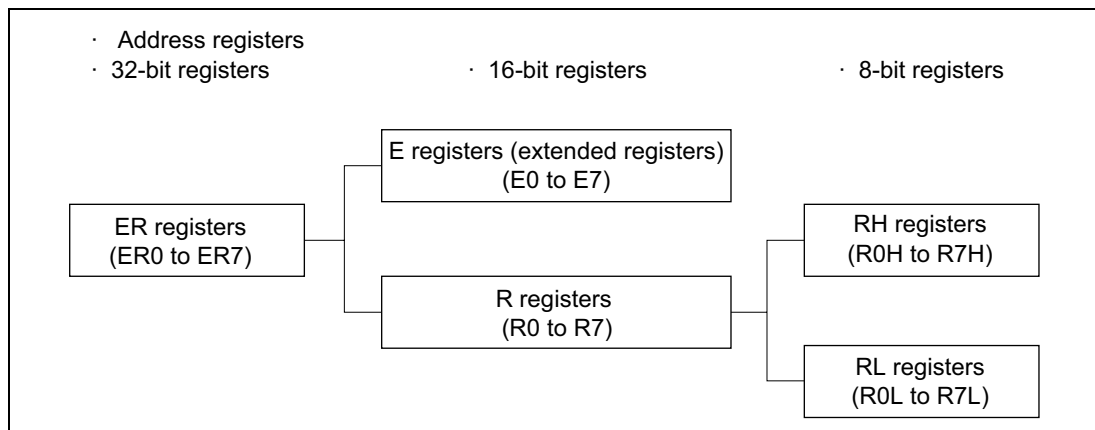 · Address registers
· 32-bit registers
· 16-bit registers
· 8-bit registers
E registers (extended registers)
(E0 to E7)
ER registers
(ER0 to ER7)
RH registers
(R0H to R7H)
R registers
(R0 to R7)
RL registers
(R0L to R7L)